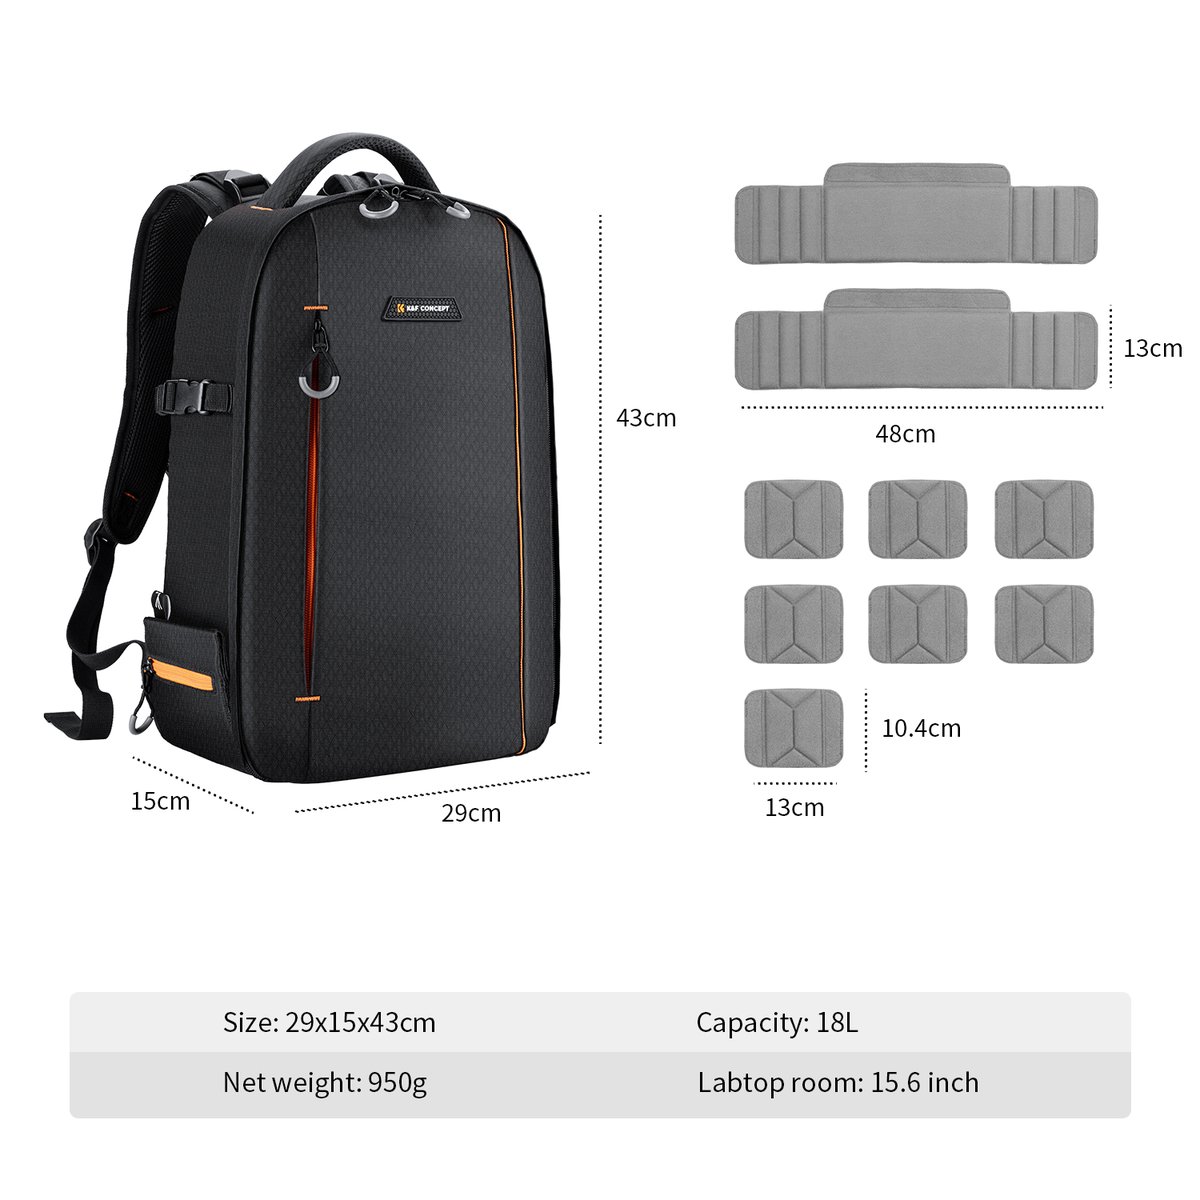 K&F CONCEPT
43cm
15cm
29cm
13cm
48cm
10.4cm
13cm
Size: 29x15x43cm
Capacity: 18L
Net weight: 950g
Labtop room: 15.6 inch